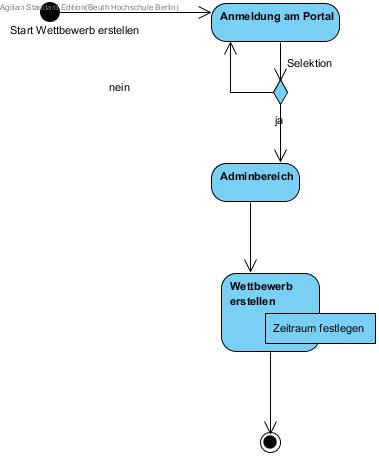 Agilian Standard Edition(Beuth Hochschule Berlin)
Anmeldung am Portal
Start Wettbewerb erstellen
Selektion
nein
ja
Adminbereich
Wettbewerb
erstellen
Zeitraum festlegen